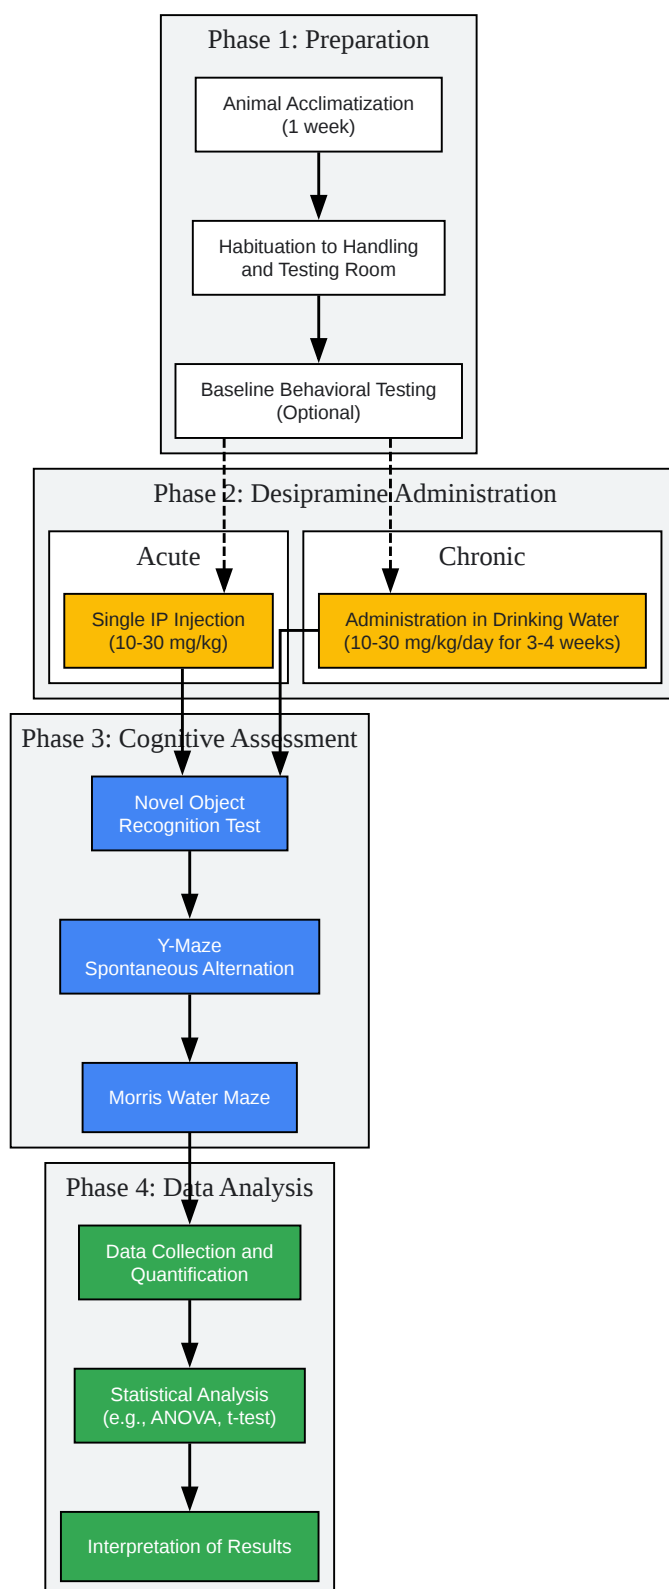 Phase 1: Preparation
Animal Acclimatization
(1 week)
Habituation to Handling
and Testing Room
Baseline Behavioral Testing
(Optional)
Phase 2: Desipramine Administration
Acute
Chronic
Single IP Injection
(10-30 mg/kg)
Administration in Drinking Water
(10-30 mg/kg/day for 3-4 weeks)
Phase 3: Cognitive Assessment
Novel Object
Recognition Test
Y-Maze
Spontaneous Alternation
Morris Water Maze
Phase 4: Data Analysis
Data Collection and
Quantification
Statistical Analysis
(e.g., ANOVA, t-test)
Interpretation of Results